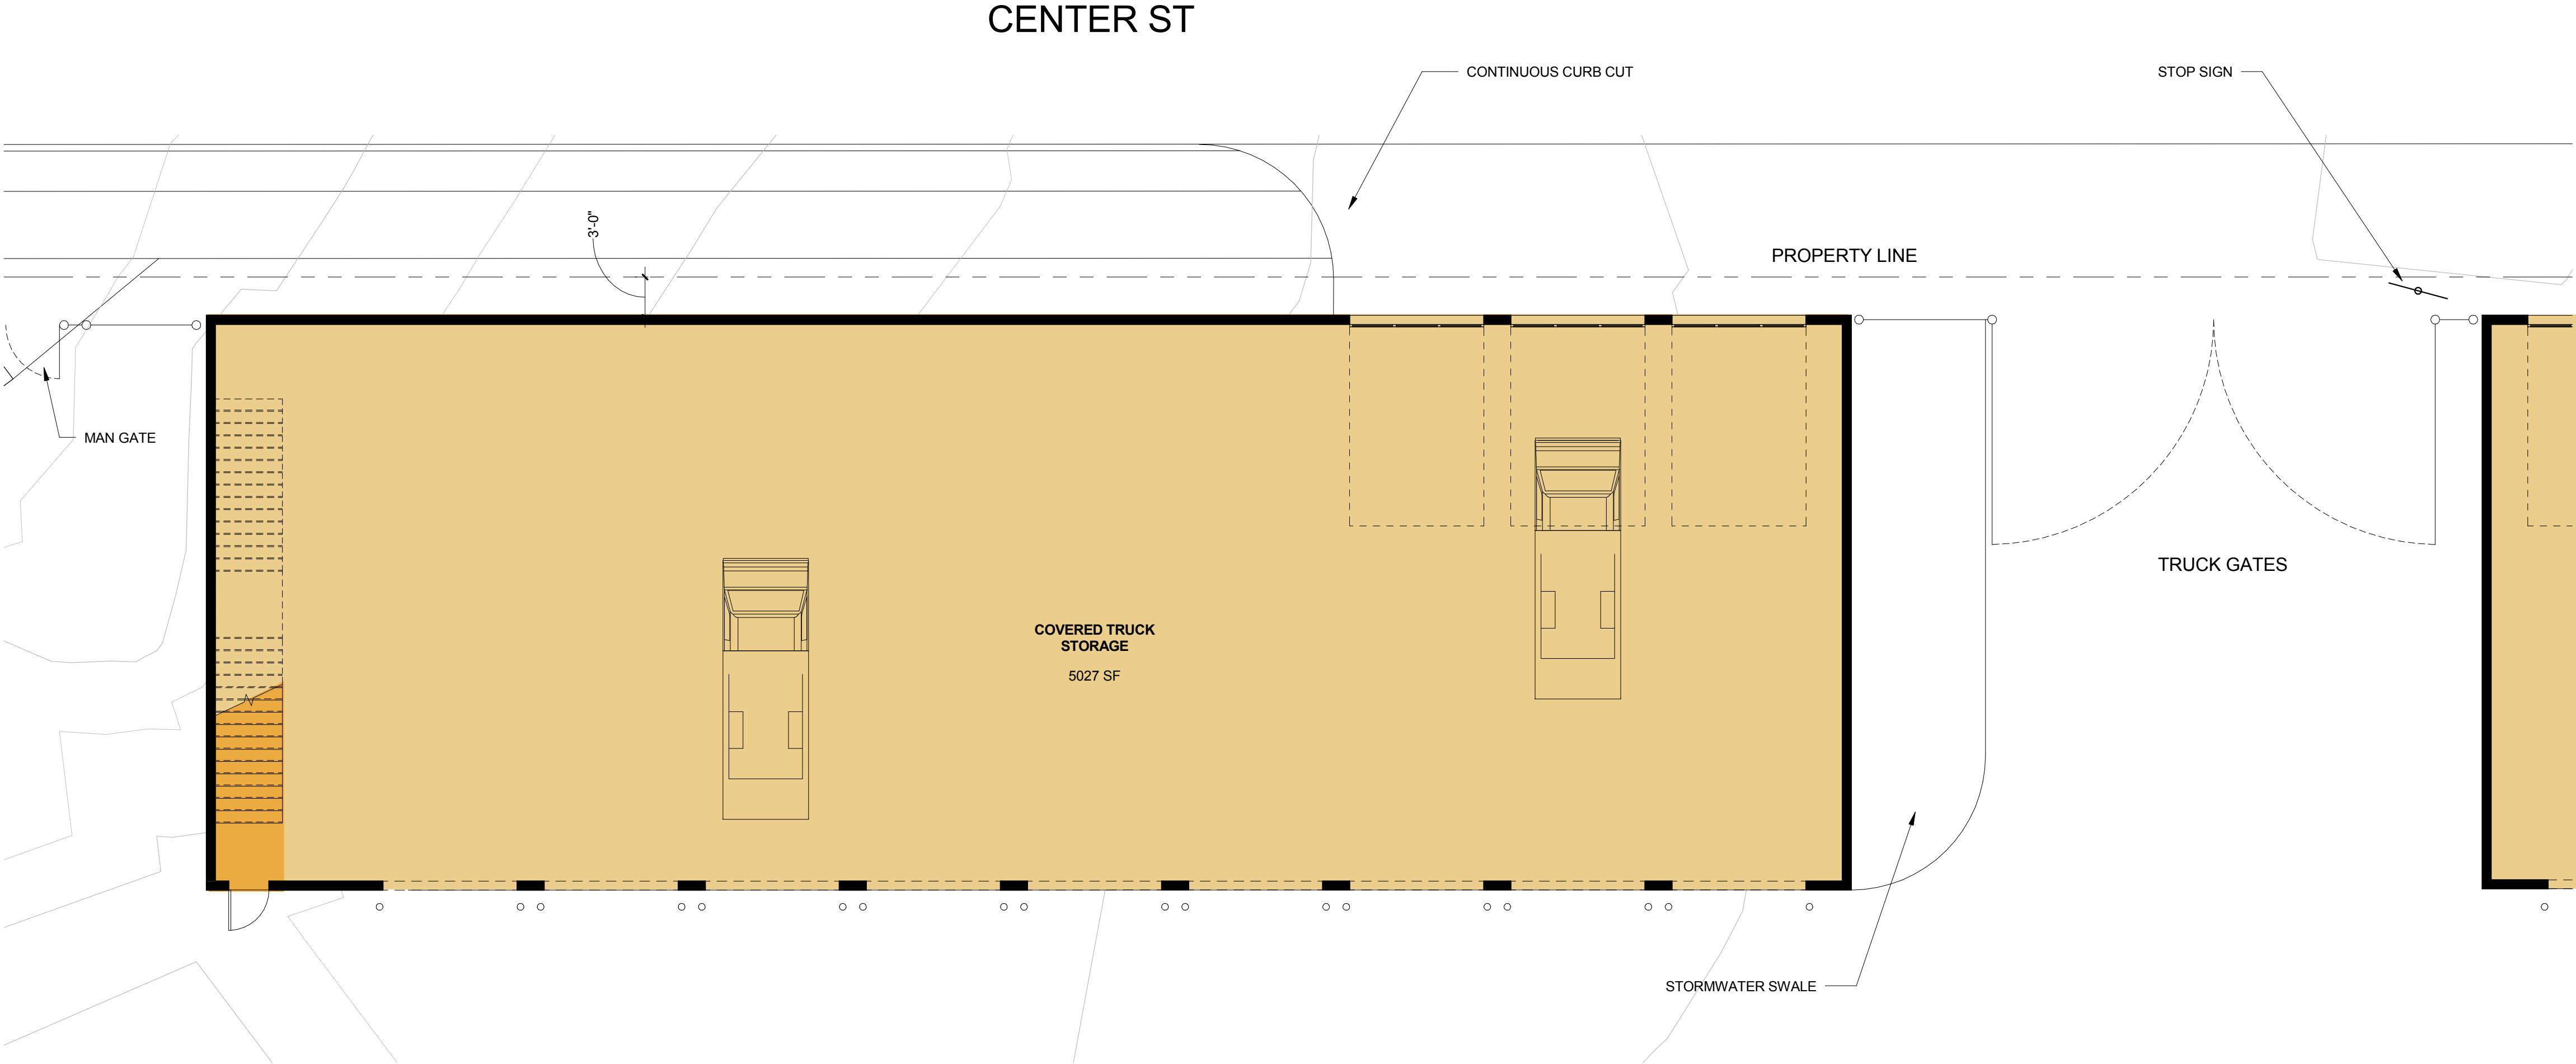 CENTER ST
CONTINUOUS CURB CUT
STOP SIGN
3'-0"
PROPERTY LINE
MAN GATE
TRUCK GATES
COVERED TRUCK
STORAGE
5027 SF
STORMWATER SWALE